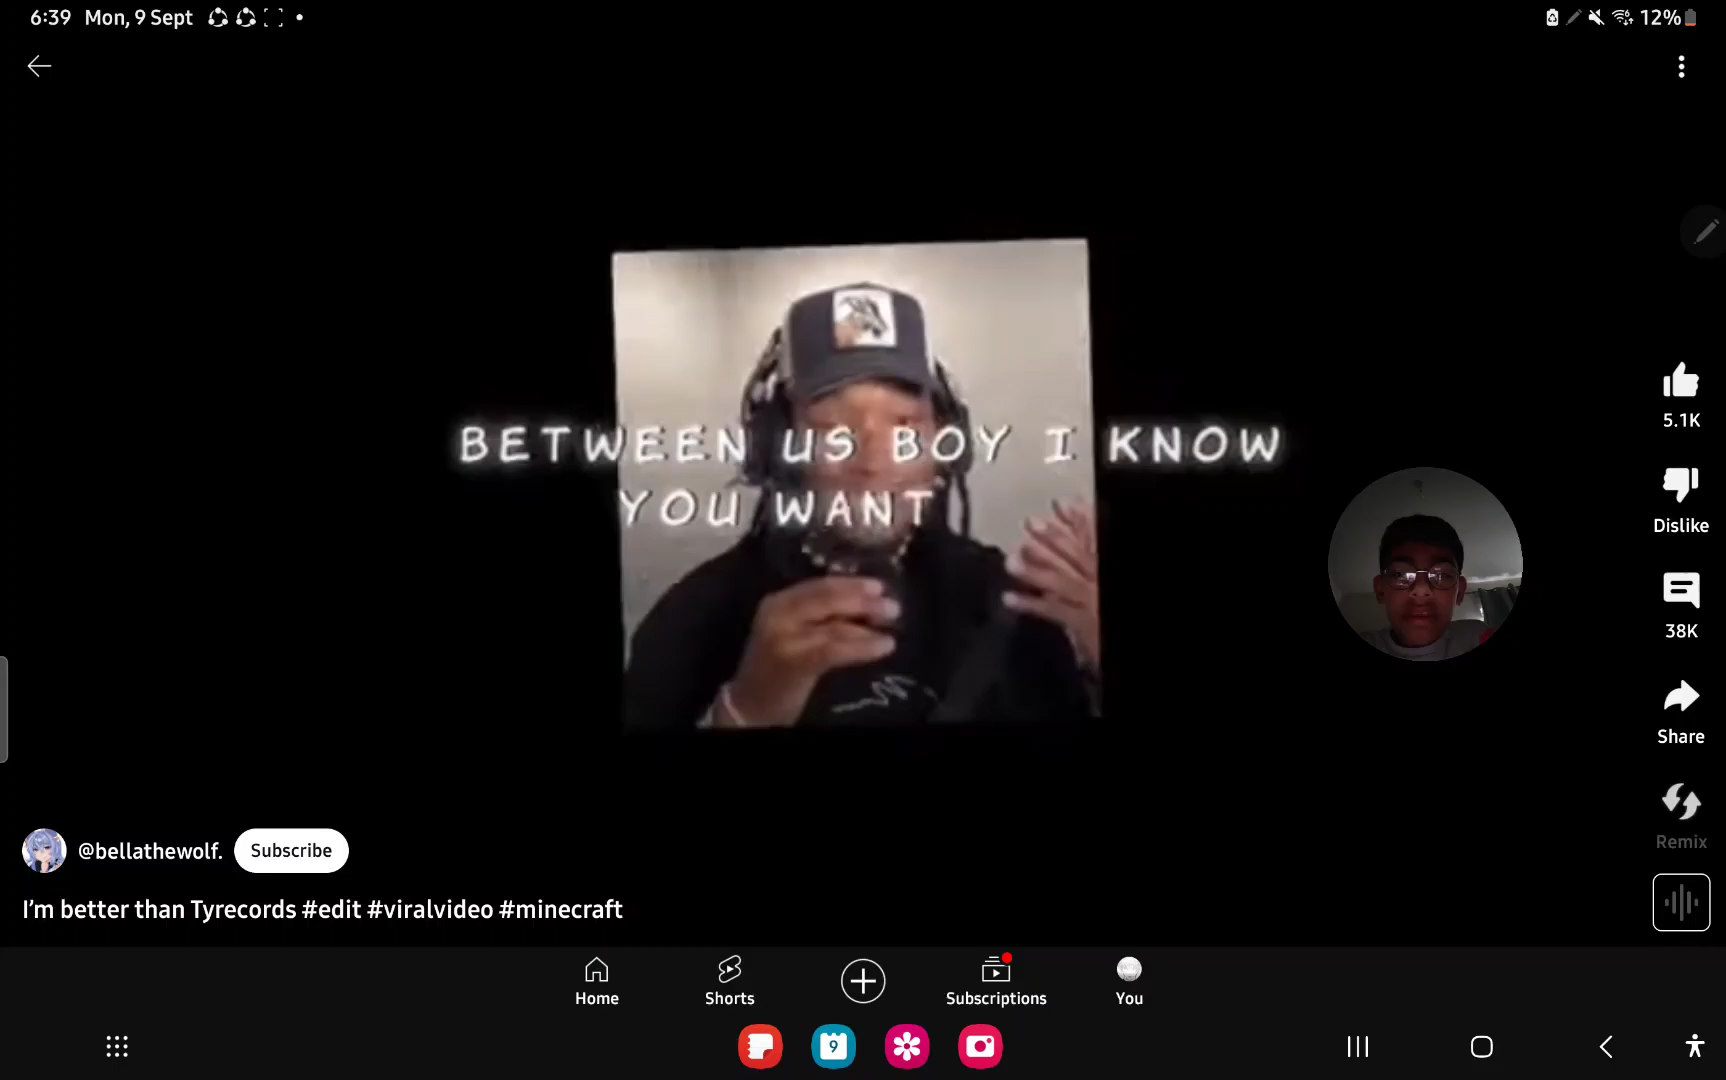 6:39 Mon, 9 Sept
12%
BETWEEN US BOY I KNOW
YOU WANT
5.1K
Dislike
38K
Share
Remix
@bellathewolf. Subscribe
I'm better than Tyrecords #edit #viralvideo #minecraft
Home Shorts Subscriptions You
9